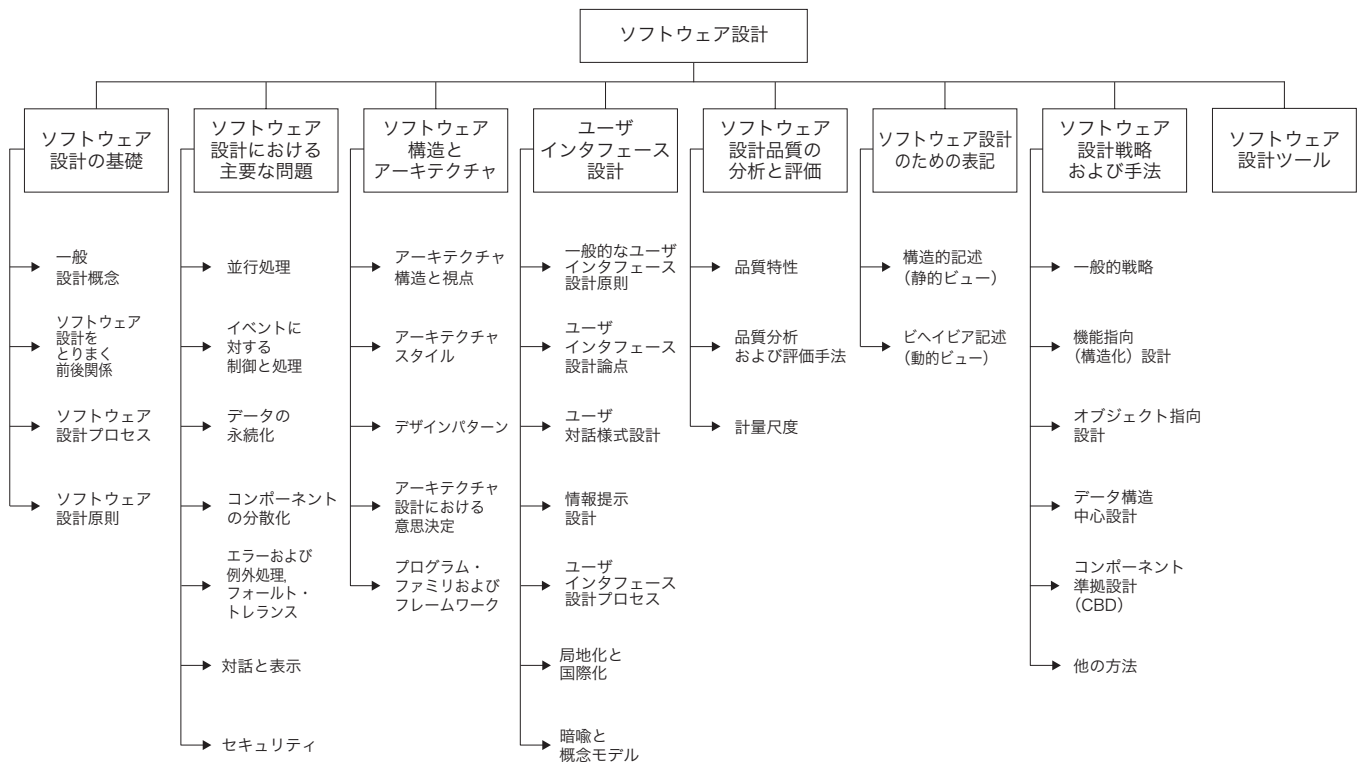 ソフトウェア設計
ソフトウェア
設計の基礎
ソフトウェア
設計における
主要な問題
ソフトウェア
構造と
アーキテクチャ
ユーザ
インタフェース
設計
ソフトウェア
設計品質の
分析と評価
ソフトウェア設計
のための表記
ソフトウェア
設計戦略
および手法
ソフトウェア
設計ツール
一般
設計概念
ソフトウェア
設計を
とりまく
前後関係
ソフトウェア
設計プロセス
ソフトウェア
設計原則
並行処理
イベントに
対する
制御と処理
データの
永続化
コンポーネント
の分散化
エラーおよび
例外処理,
フォールト・
トレランス
対話と表示
セキュリティ
アーキテクチャ
構造と視点
アーキテクチャ
スタイル
デザインパターン
アーキテクチャ
設計における
意思決定
プログラム・
ファミリおよび
フレームワーク
一般的なユーザ
インタフェース
設計原則
ユーザ
インタフェース
設計論点
ユーザ
対話様式設計
情報提示
設計
ユーザ
インタフェース
設計プロセス
局地化と
国際化
暗喩と
概念モデル
品質特性
品質分析
および評価手法
計量尺度
構造的記述
（静的ビュー）
ビヘイビア記述
（動的ビュー）
一般的戦略
機能指向
（構造化）設計
オブジェクト指向
設計
データ構造
中心設計
コンポーネント
準拠設計
（CBD）
他の方法